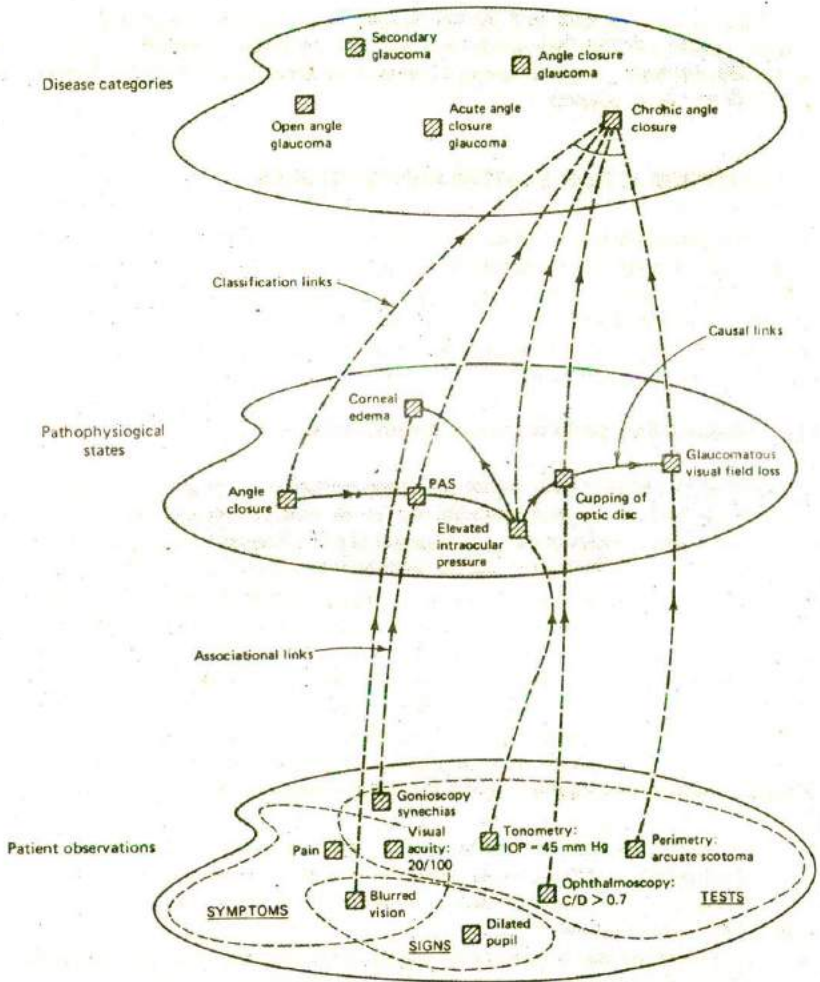 Secondary
glaucoma
Angle closure
glaucoma
Disease categories
Open angle
glaucoma
Acute angle
closure
glaucoma
Chronic angle
closure
Classification links
Causal links
Corneal
edema
Pathophysiogical
states
Glaucomatous
visual field loss
Angle
closure
PAS
Cupping of
optic disc
Elevated
intraocular
pressure
Associational links
Gonioscopy
synechias
Patient observations
Pain
Visual
acuity:
20/100
Tonometry:
IOP = 45 mm Hg
Perimetry:
arcuate scotoma
Blurred
vision
Ophthalmoscopy:
C/D > 0.7
TESTS
SYMPTOMS
SIGNS
Dilated
pupil